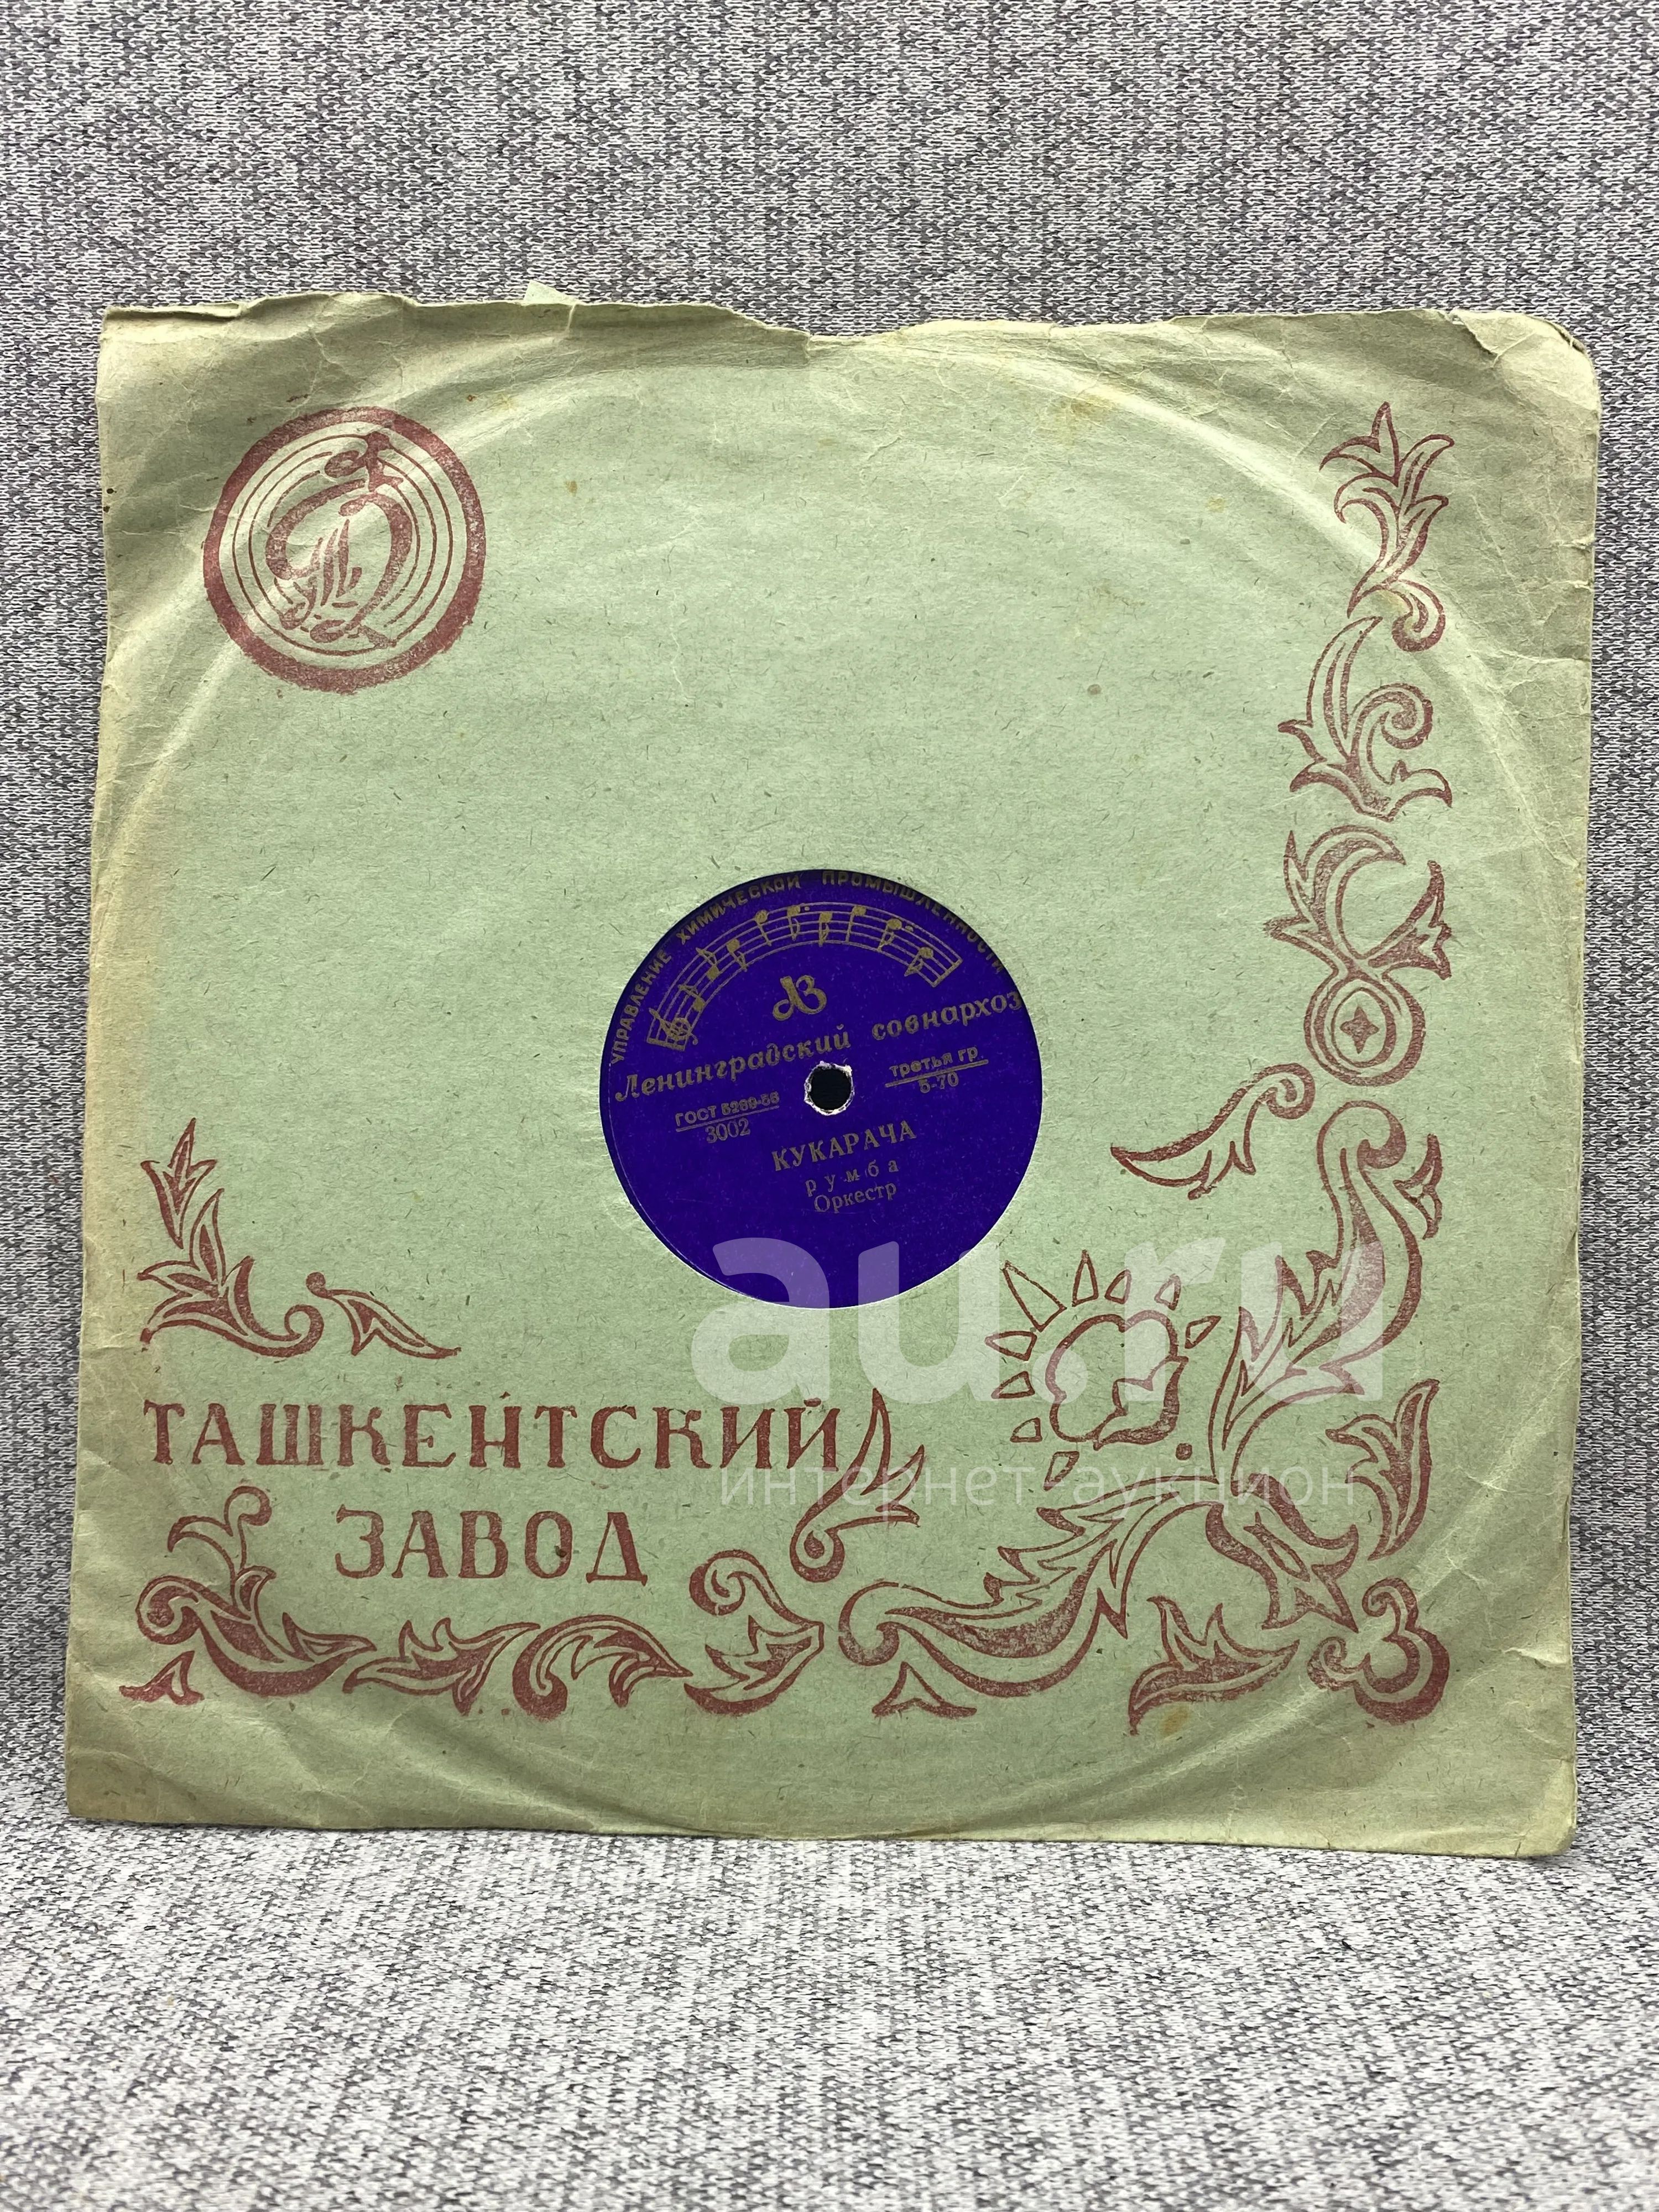 УПРАВЛЕНИЕ ХИМИЧЕСКОЙ ПРОМЫШЛЕННОСТИ
Ленинградский совнархоз
ГОСТ 5289-56
3002
третья гр.
5-70
КУКАРАЧА
румба
Оркестр
au.ru
интернет-аукцион
ТАШКЕНТСКИЙ
ЗАВОД